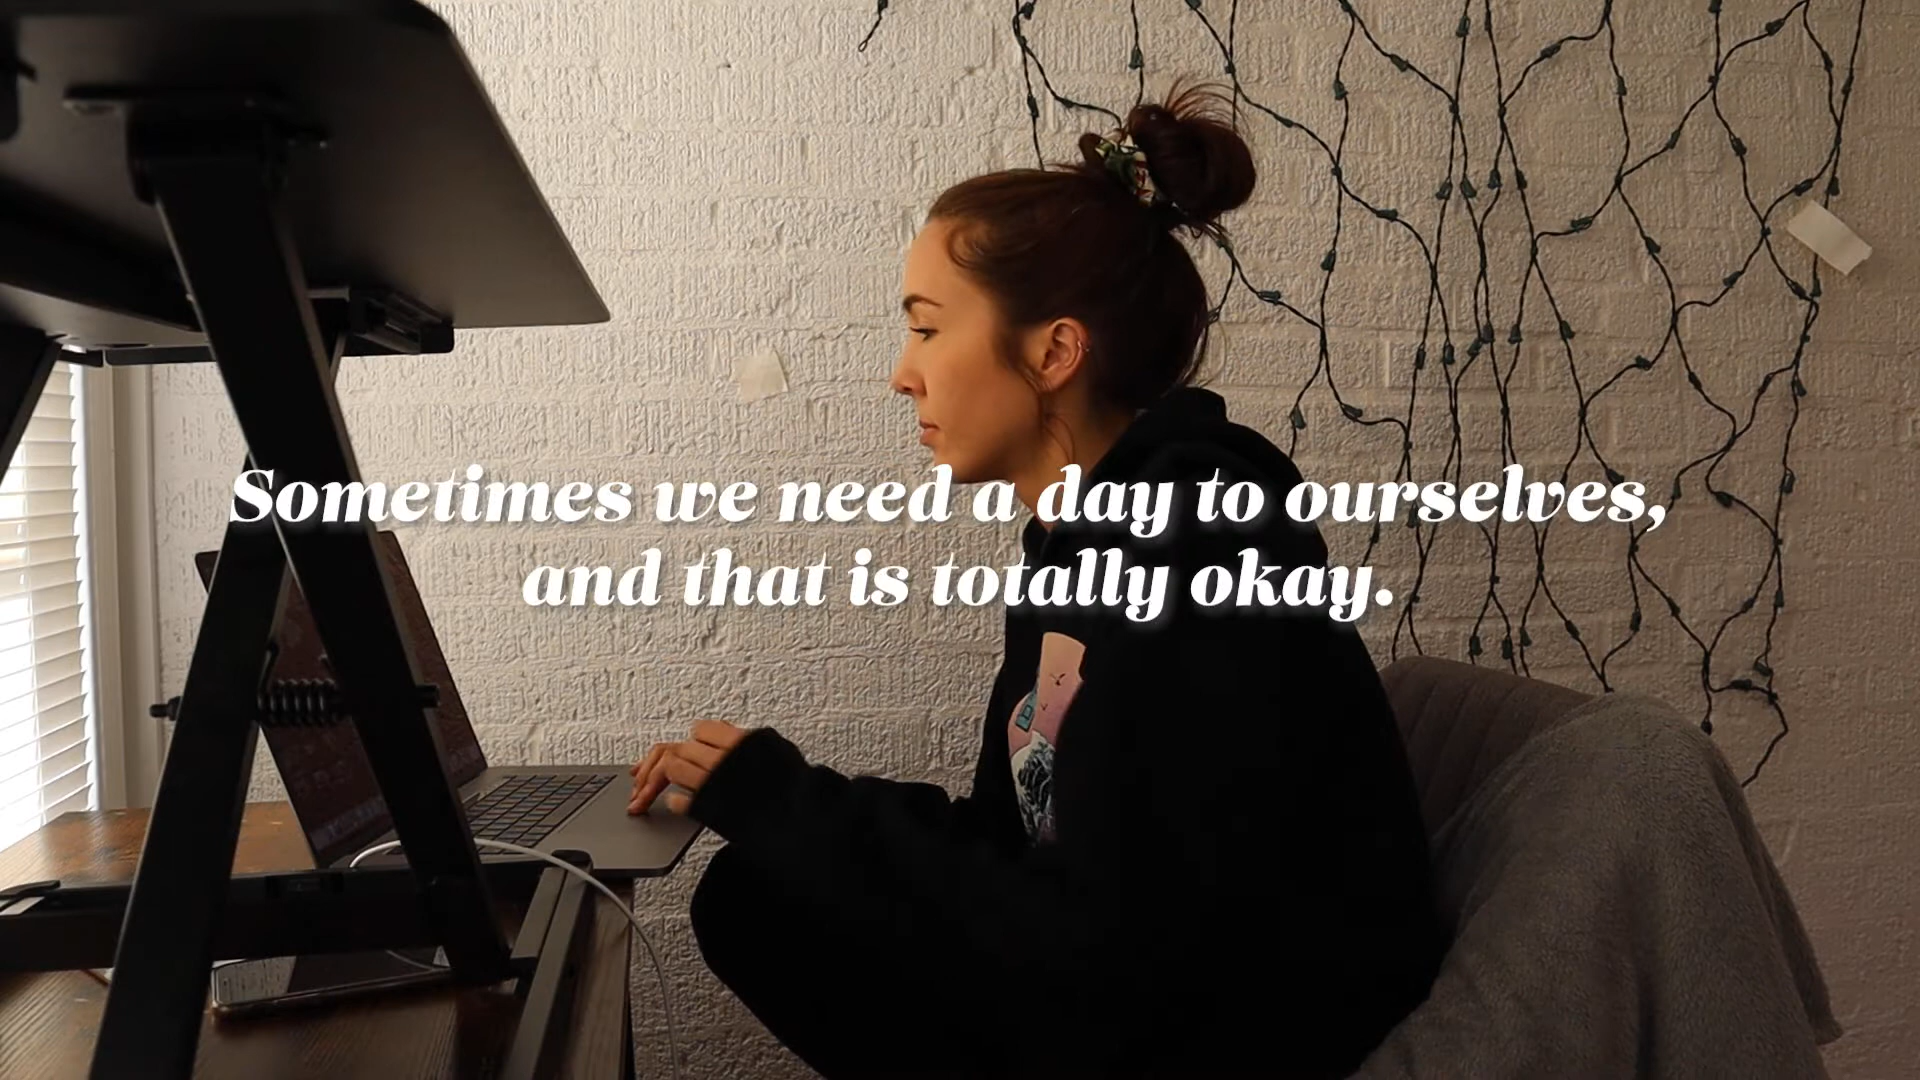 Sometimes we need a day to ourselves,
and that is totally okay.